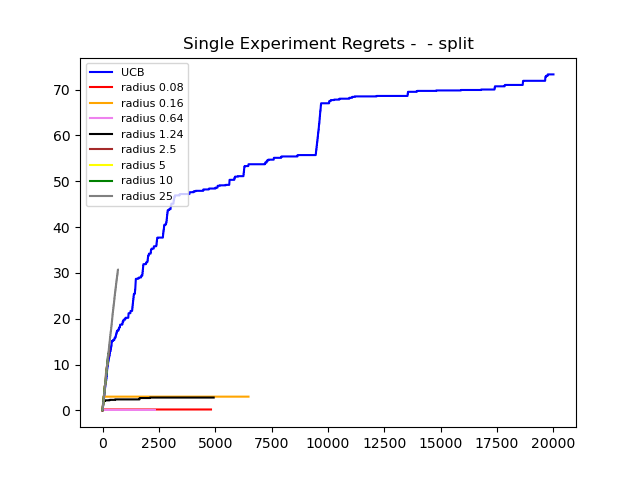 Single Experiment Regrets -  - split
UCB
radius 0.08
radius 0.16
radius 0.64
radius 1.24
radius 2.5
radius 5
radius 10
radius 25
70
60
50
40
30
20
10
0
0 2500 5000 7500 10000 12500 15000 17500 20000